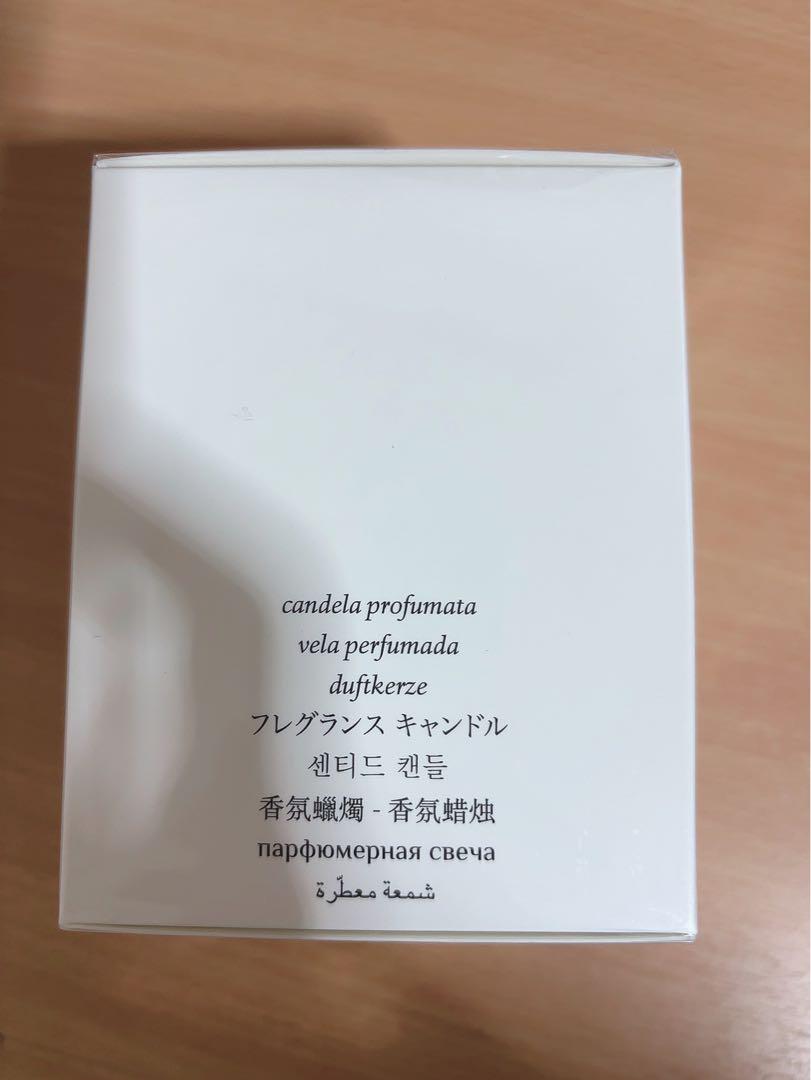 candela profumata
vela perfumada
duftkerze
フレグランス キャンドル
센티드 캔들
香氛蠟燭 - 香氛蜡烛
парфюмерная свеча
شمعة معطّرة